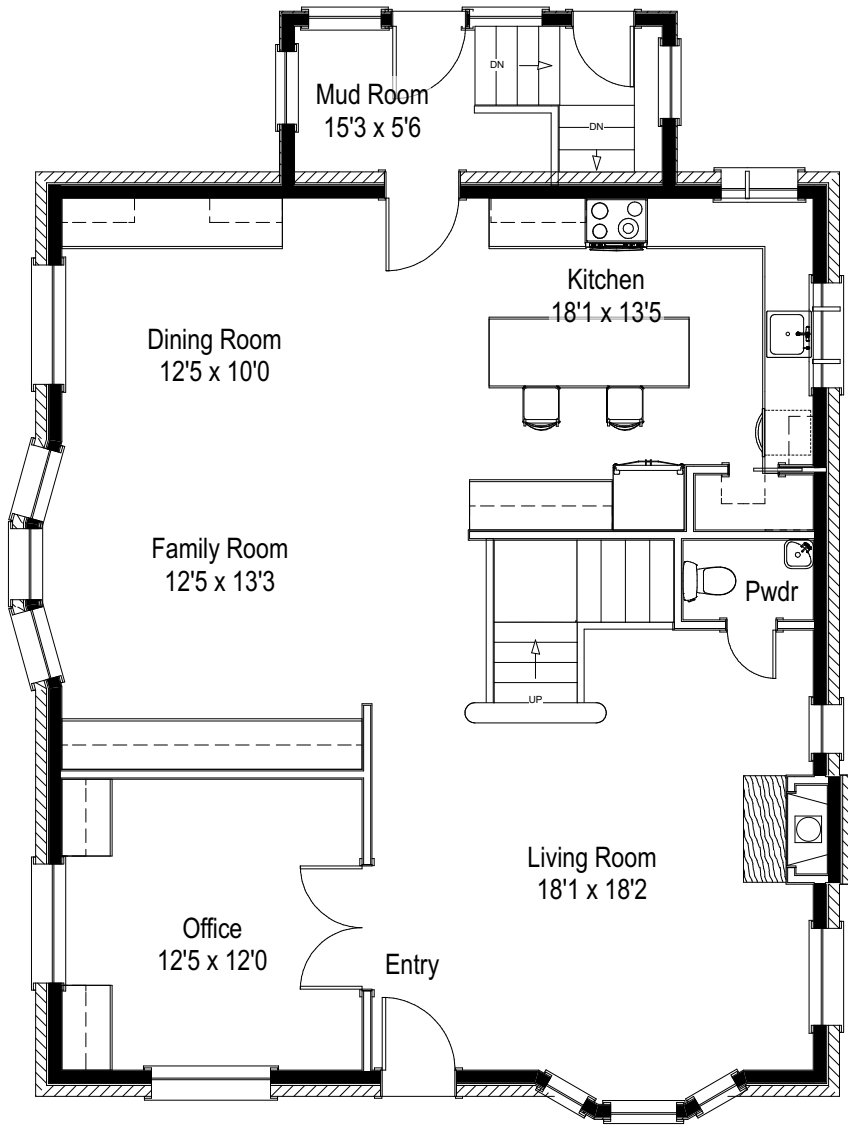 DN
Mud Room
15'3 x 5'6
DN
Kitchen
18'1 x 13'5
Dining Room
12'5 x 10'0
Family Room
12'5 x 13'3
Pwdr
UP
Living Room
18'1 x 18'2
Office
12'5 x 12'0
Entry